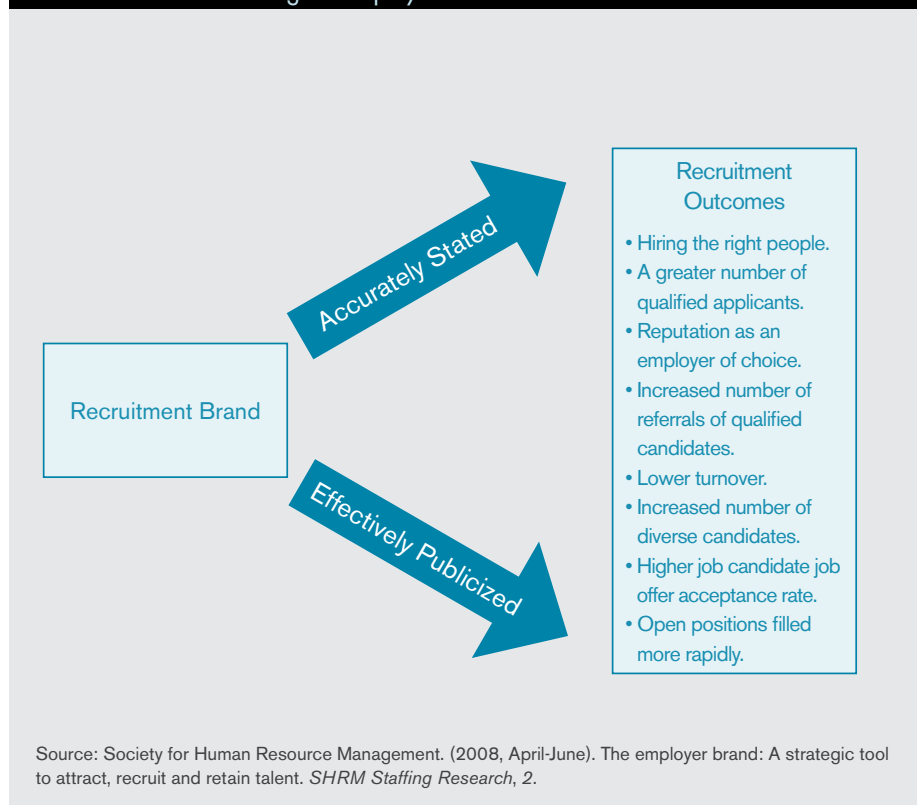 Recruitment Brand
Accurately Stated
Effectively Publicized
Recruitment
Outcomes
• Hiring the right people.
• A greater number of
qualified applicants.
• Reputation as an
employer of choice.
• Increased number of
referrals of qualified
candidates.
• Lower turnover.
• Increased number of
diverse candidates.
• Higher job candidate job
offer acceptance rate.
• Open positions filled
more rapidly.
Source: Society for Human Resource Management. (2008, April-June). The employer brand: A strategic tool
to attract, recruit and retain talent. SHRM Staffing Research, 2.